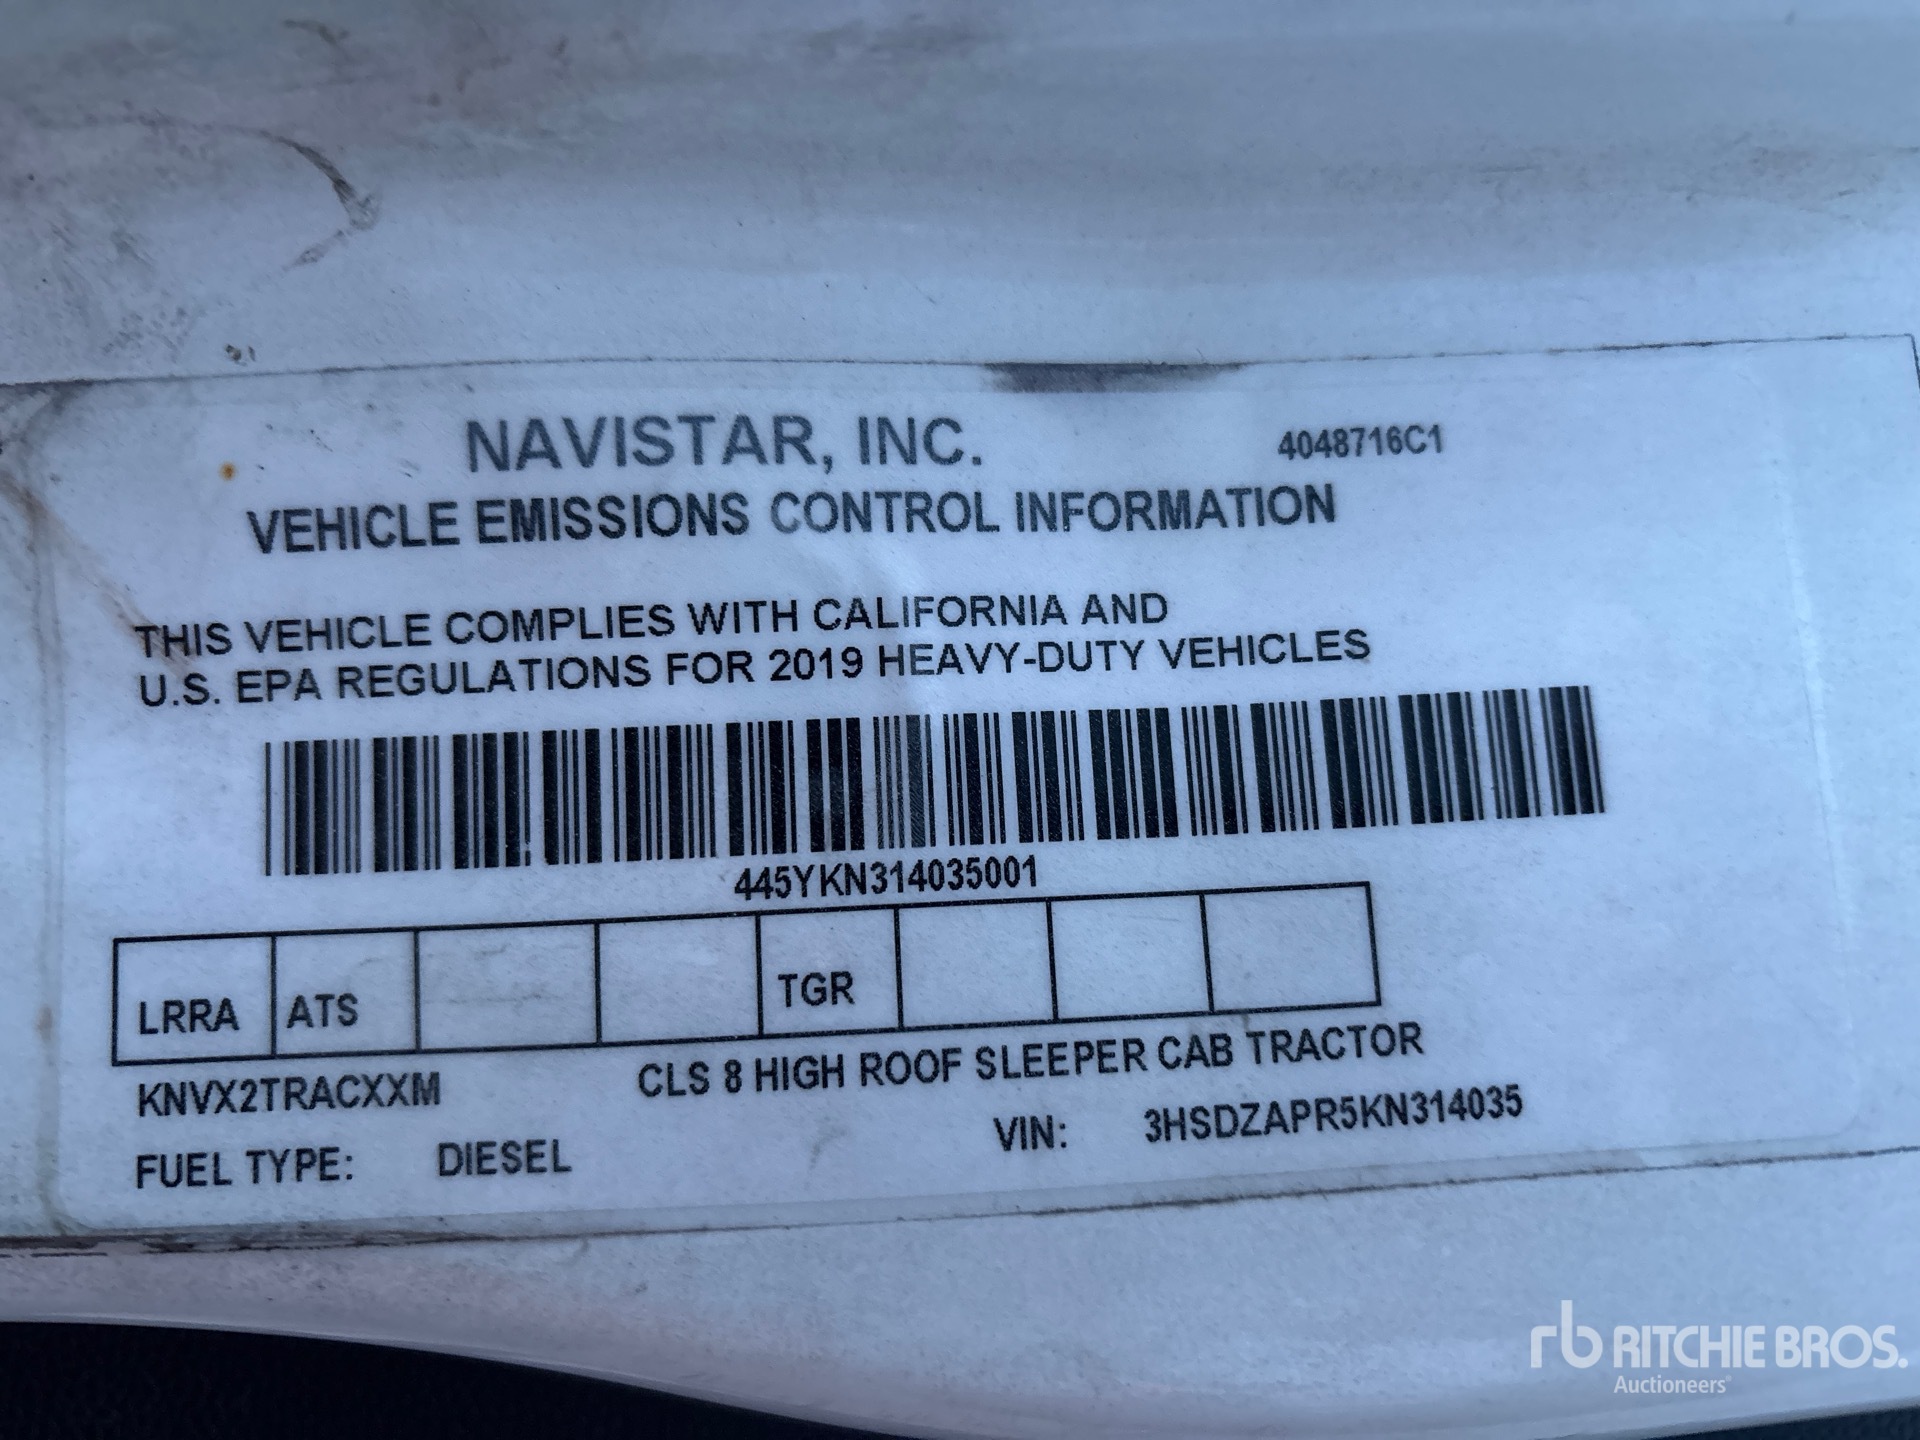 NAVISTAR, INC. 4048716C1
VEHICLE EMISSIONS CONTROL INFORMATION
THIS VEHICLE COMPLIES WITH CALIFORNIA AND
U.S. EPA REGULATIONS FOR 2019 HEAVY-DUTY VEHICLES
445YKN314035001
LRRA ATS TGR
KNVX2TRACXXM CLS 8 HIGH ROOF SLEEPER CAB TRACTOR
FUEL TYPE: DIESEL VIN: 3HSDZAPR5KN314035
rb RITCHIE BROS.
Auctioneers